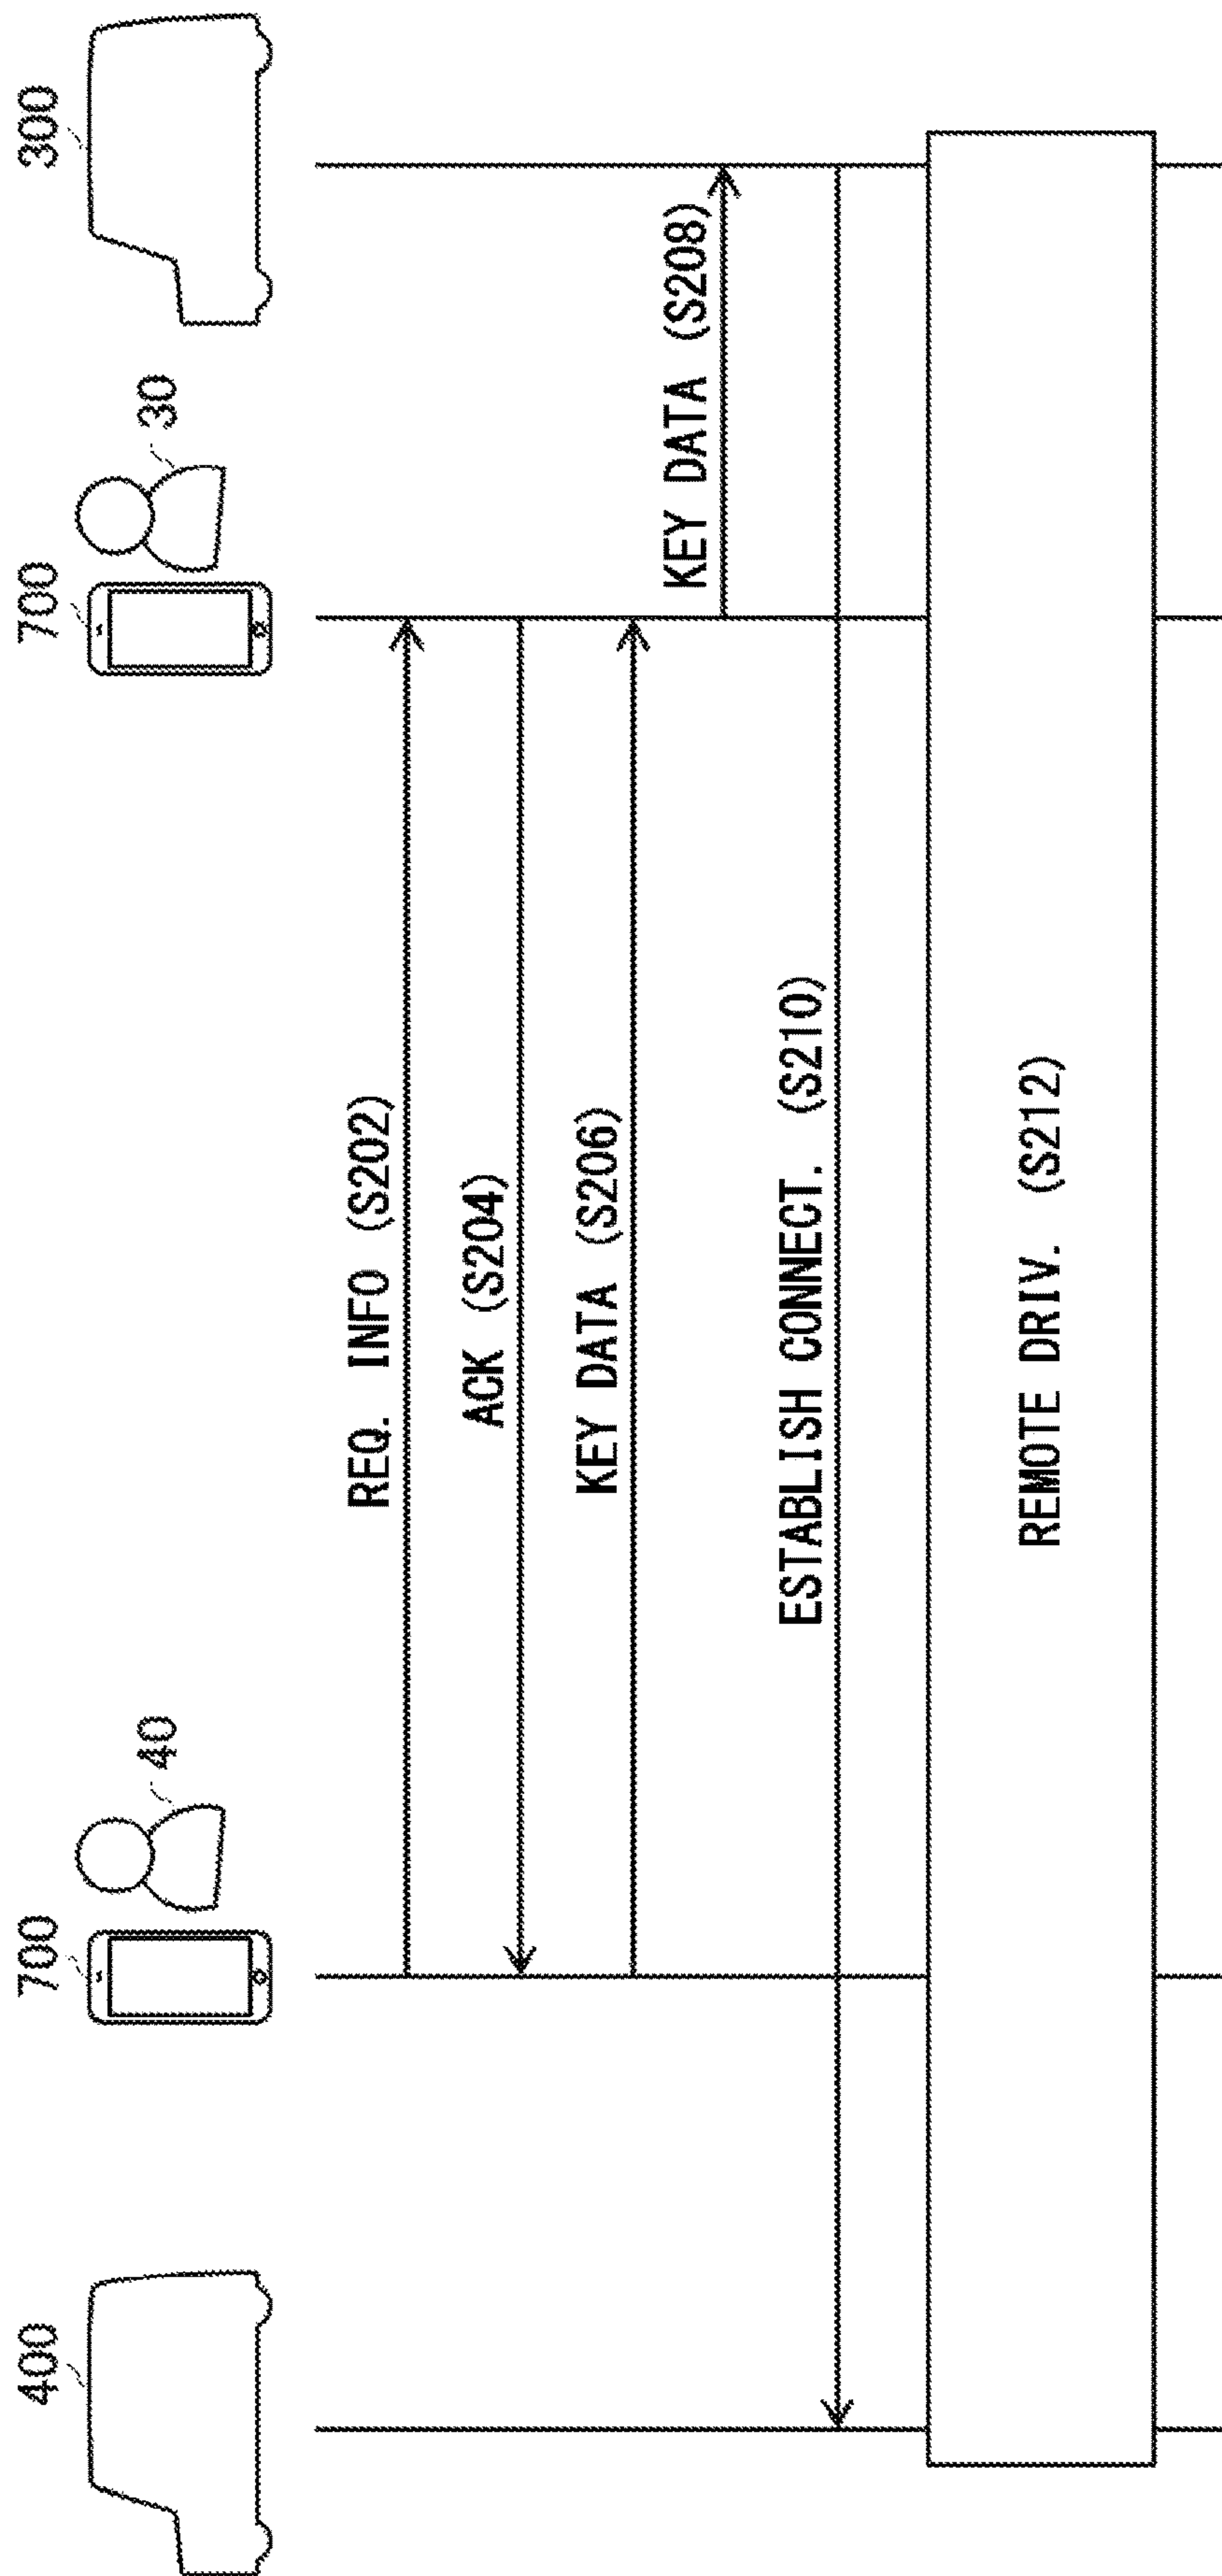 400
700
40
700
30
300
REQ. INFO (S202)
ACK (S204)
KEY DATA (S206)
KEY DATA (S208)
ESTABLISH CONNECT. (S210)
REMOTE DRIV. (S212)